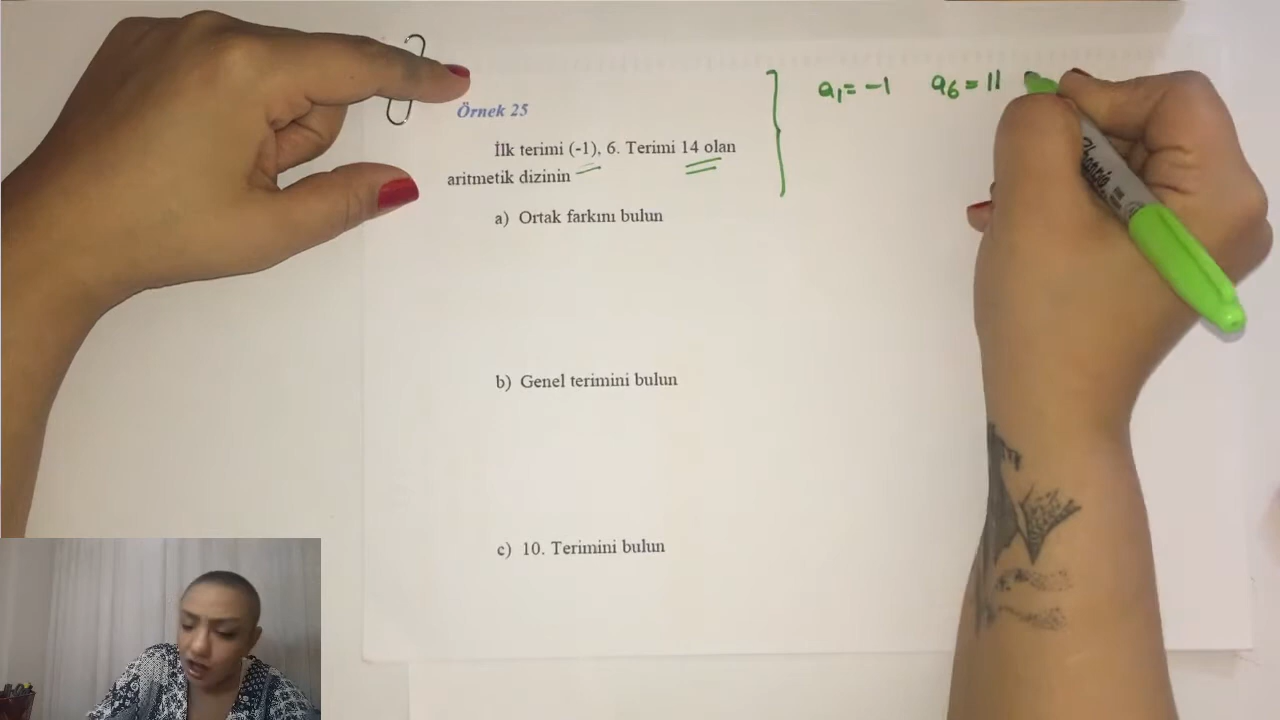 Örnek 25
İlk terimi (-1), 6. Terimi 14 olan
aritmetik dizinin
a) Ortak farkını bulun
b) Genel terimini bulun
c) 10. Terimini bulun
a₁ = -1 a₆ = 11
Sharpie